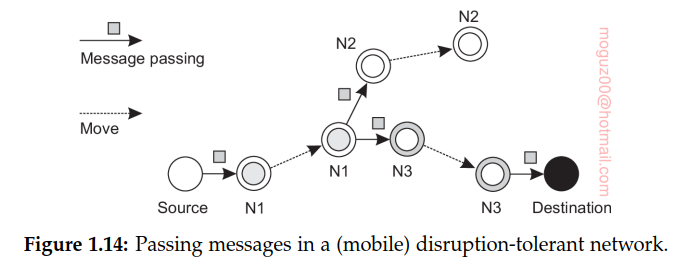 N2
N2
Message passing
Move
N1
N3
Source
N1
N3
Destination
moguz00@hotmail.com
Figure 1.14: Passing messages in a (mobile) disruption-tolerant network.